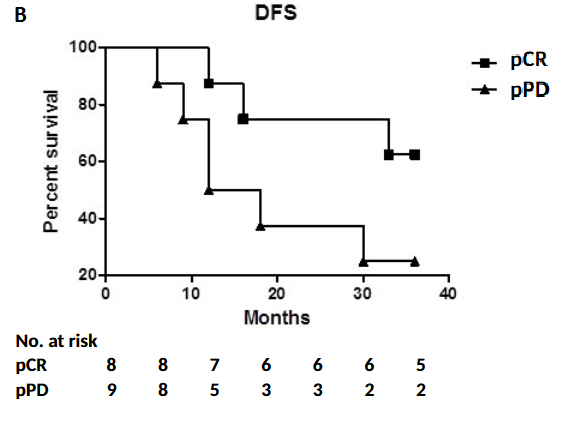 B
DFS
100
80
60
40
20
Percent survival
0 10 20 30 40
Months
pCR
pPD
No. at risk
pCR 8 8 7 6 6 6 5
pPD 9 8 5 3 3 2 2